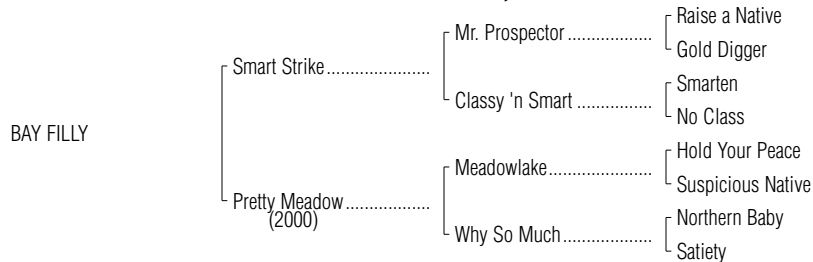 Raise a Native
Mr. Prospector ..................
Gold Digger
Smart Strike......................
Smarten
Classy 'n Smart ................
No Class
BAY FILLY
Hold Your Peace
Meadowlake......................
Suspicious Native
Pretty Meadow..................
(2000)
Northern Baby
Why So Much...................
Satiety